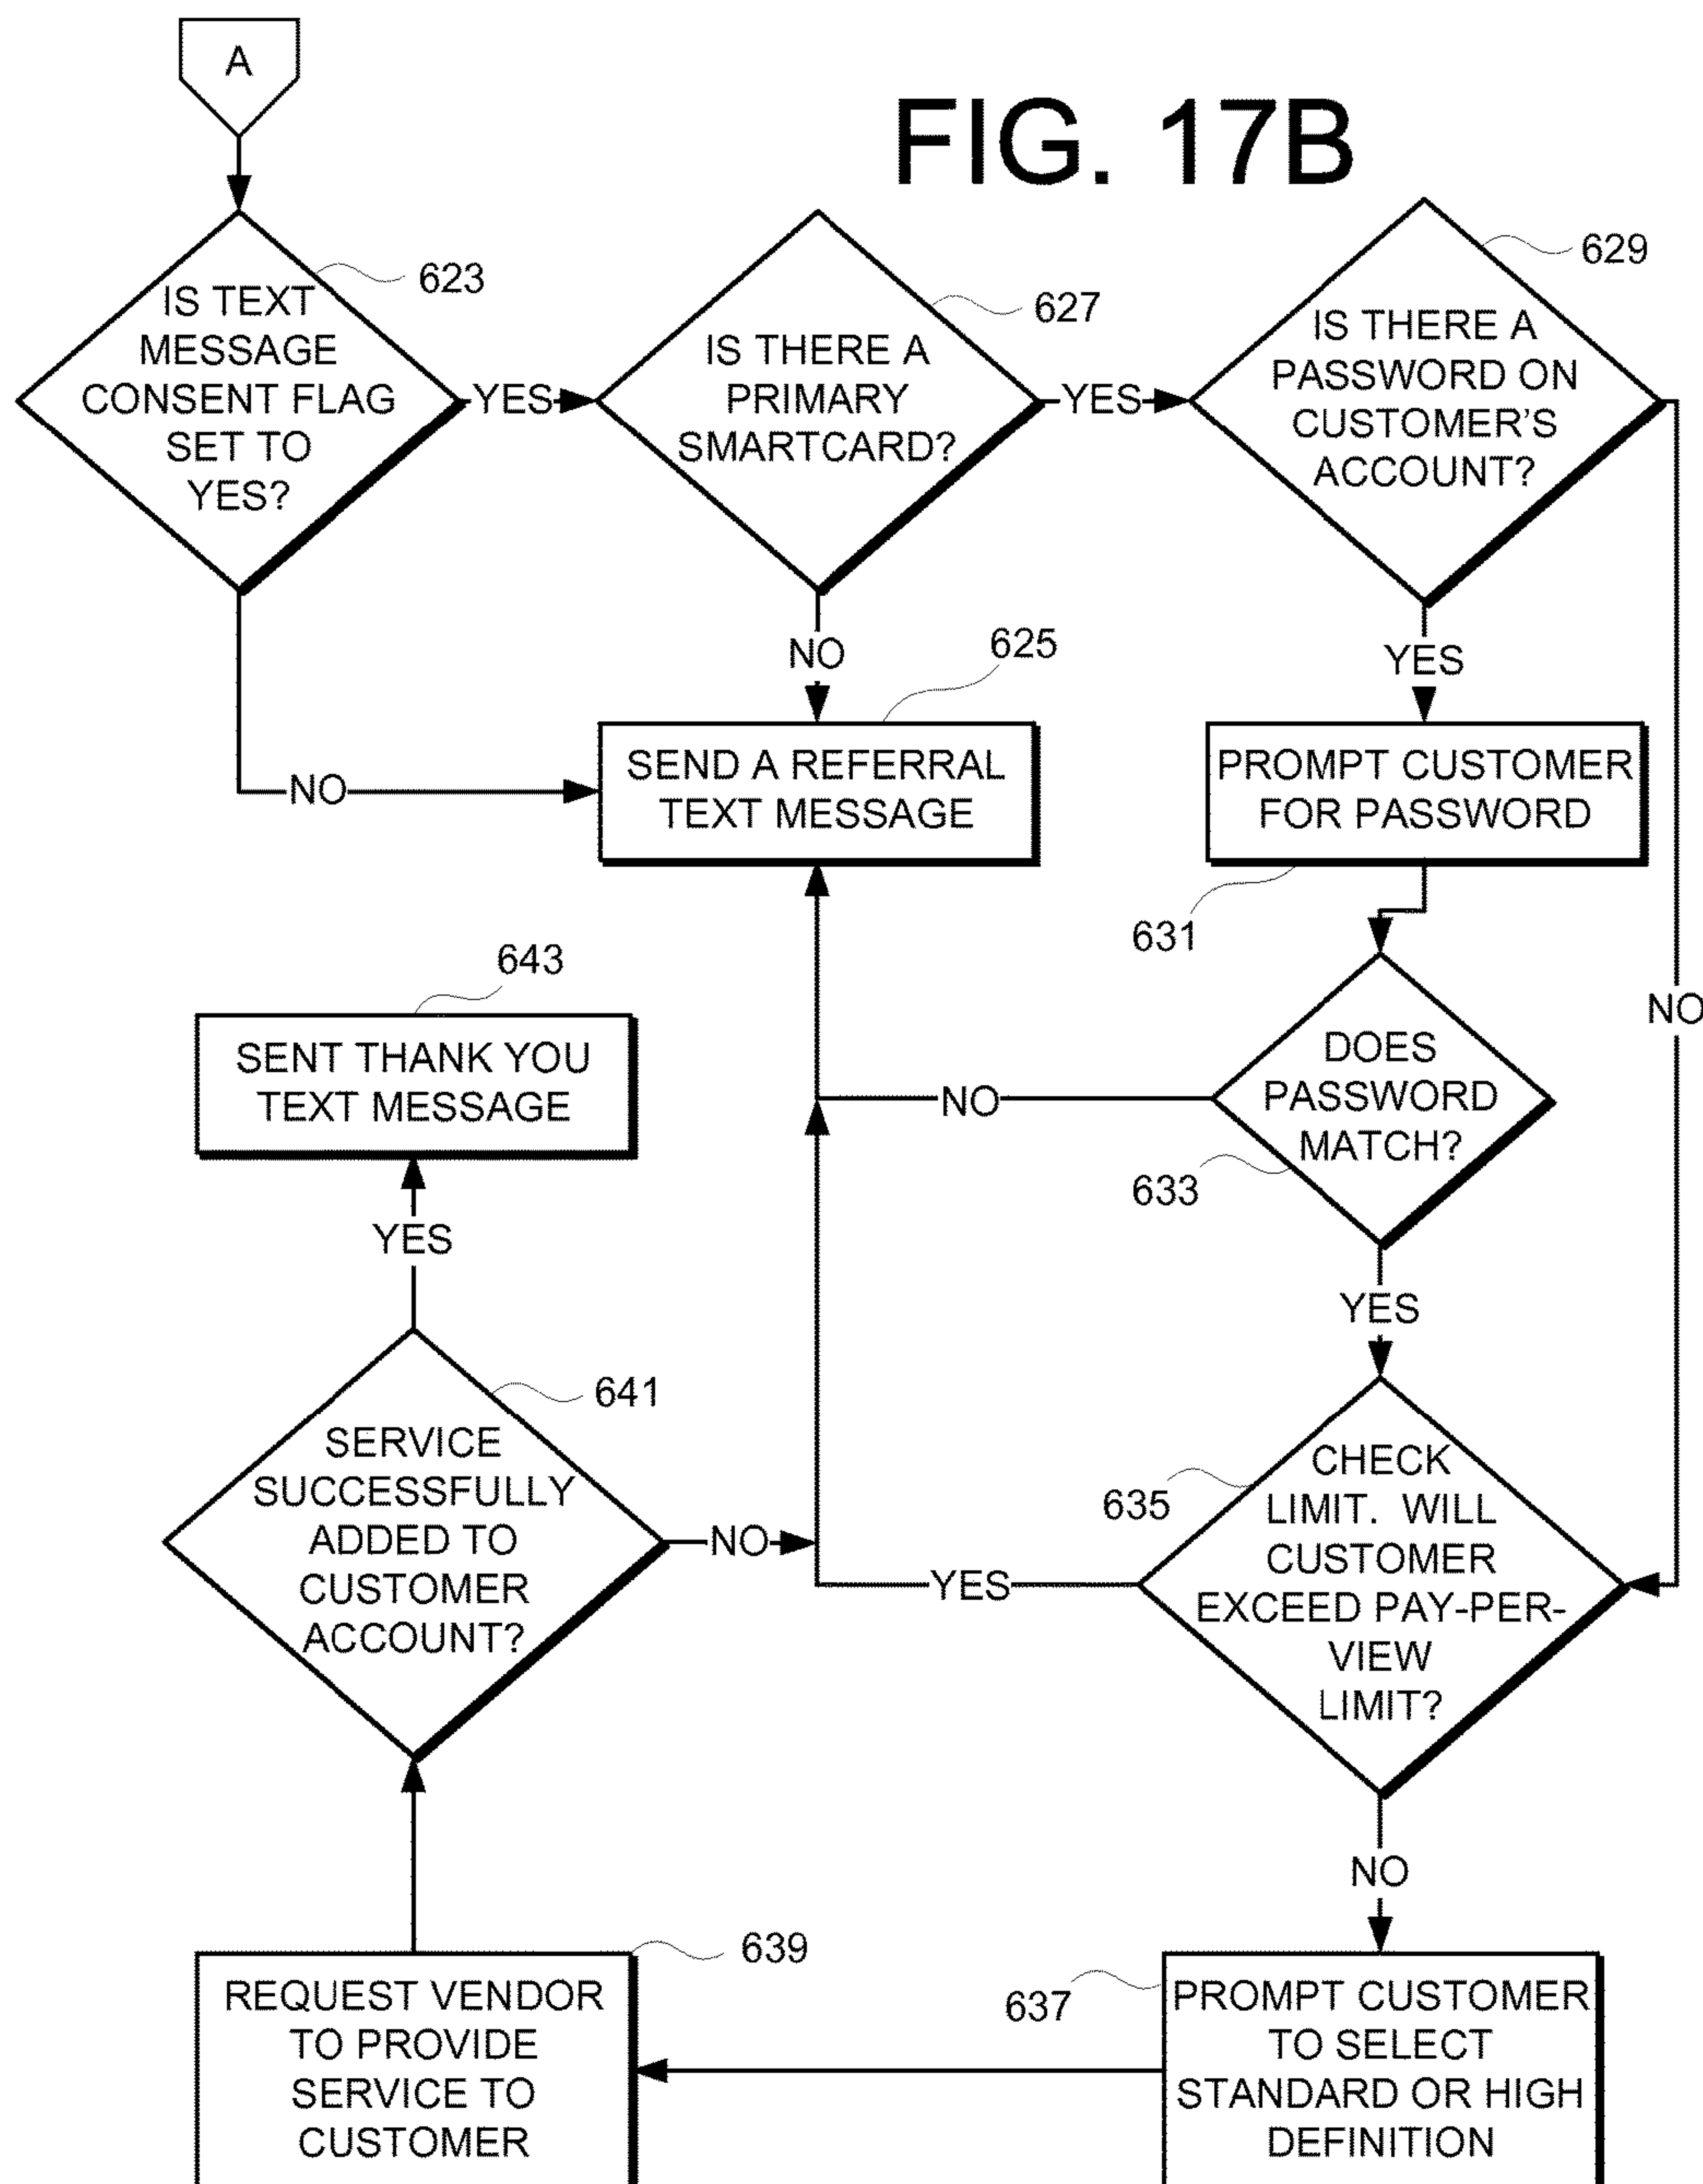 A
FIG. 17B
623
IS TEXT
MESSAGE
CONSENT FLAG
SET TO
YES?
YES
627
IS THERE A
PRIMARY
SMARTCARD?
YES
629
IS THERE A
PASSWORD ON
CUSTOMER'S
ACCOUNT?
NO
NO
625
SEND A REFERRAL
TEXT MESSAGE
YES
PROMPT CUSTOMER
FOR PASSWORD
631
NO
643
SENT THANK YOU
TEXT MESSAGE
NO
DOES
PASSWORD
MATCH?
633
YES
YES
641
SERVICE
SUCCESSFULLY
ADDED TO
CUSTOMER
ACCOUNT?
NO
YES
635
CHECK
LIMIT. WILL
CUSTOMER
EXCEED PAY-PER-
VIEW
LIMIT?
NO
639
REQUEST VENDOR
TO PROVIDE
SERVICE TO
CUSTOMER
637
PROMPT CUSTOMER
TO SELECT
STANDARD OR HIGH
DEFINITION